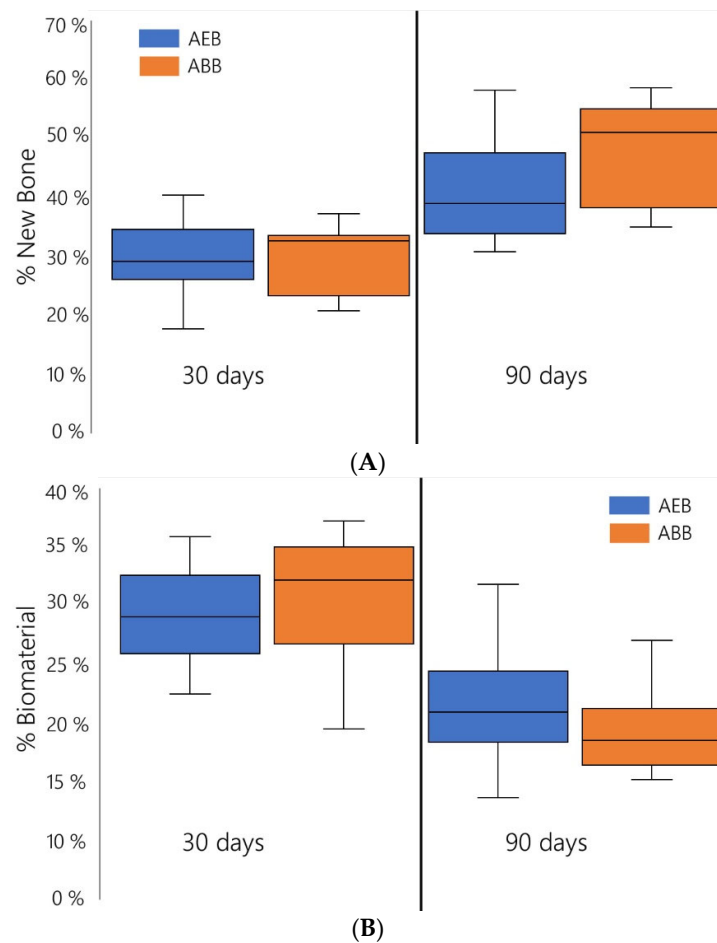 70 %
60 %
50 %
40 %
30 %
20 %
10 %
0 %
% New Bone
AEB
ABB
30 days
90 days
(A)
40 %
35 %
30 %
25 %
20 %
15 %
10 %
0 %
% Biomaterial
AEB
ABB
30 days
90 days
(B)